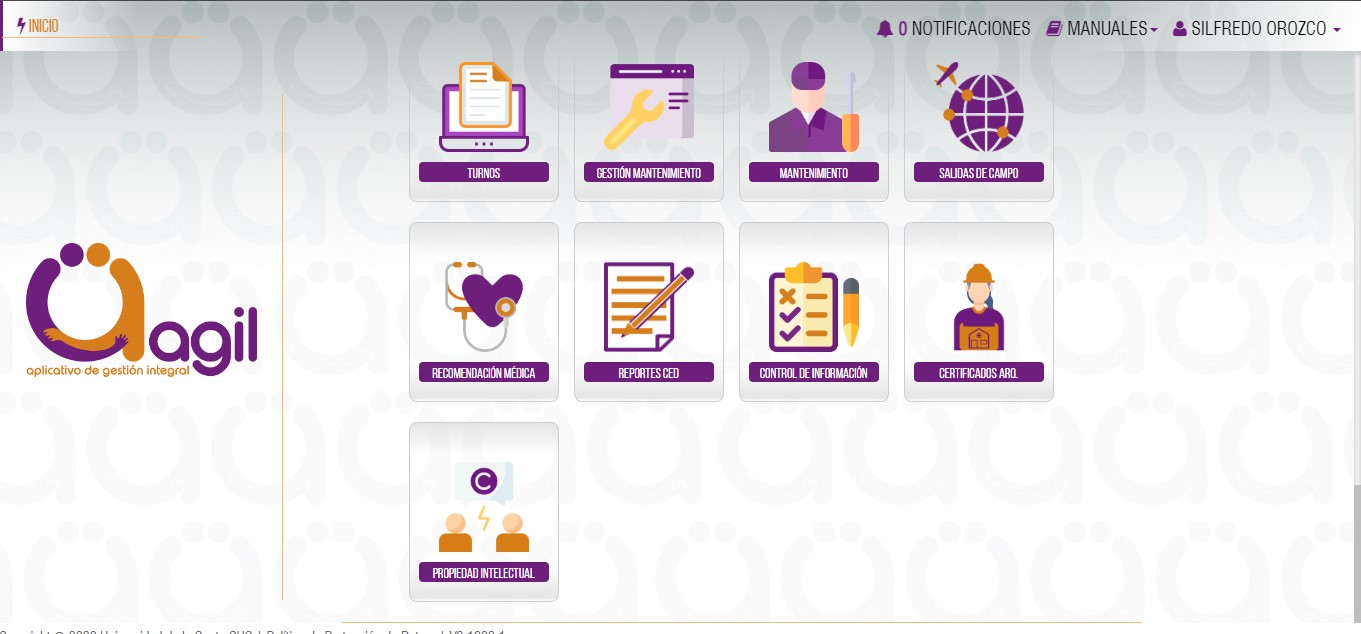 INICIO
0 NOTIFICACIONES MANUALES SILFREDO OROZCO
TURNOS
GESTIÓN MANTENIMIENTO
MANTENIMIENTO
SALIDAS DE CAMPO
agil
aplicativo de gestión integral
RECOMENDACIÓN MÉDICA
REPORTES CED
CONTROL DE INFORMACIÓN
CERTIFICADOS ARQ.
C
PROPIEDAD INTELECTUAL